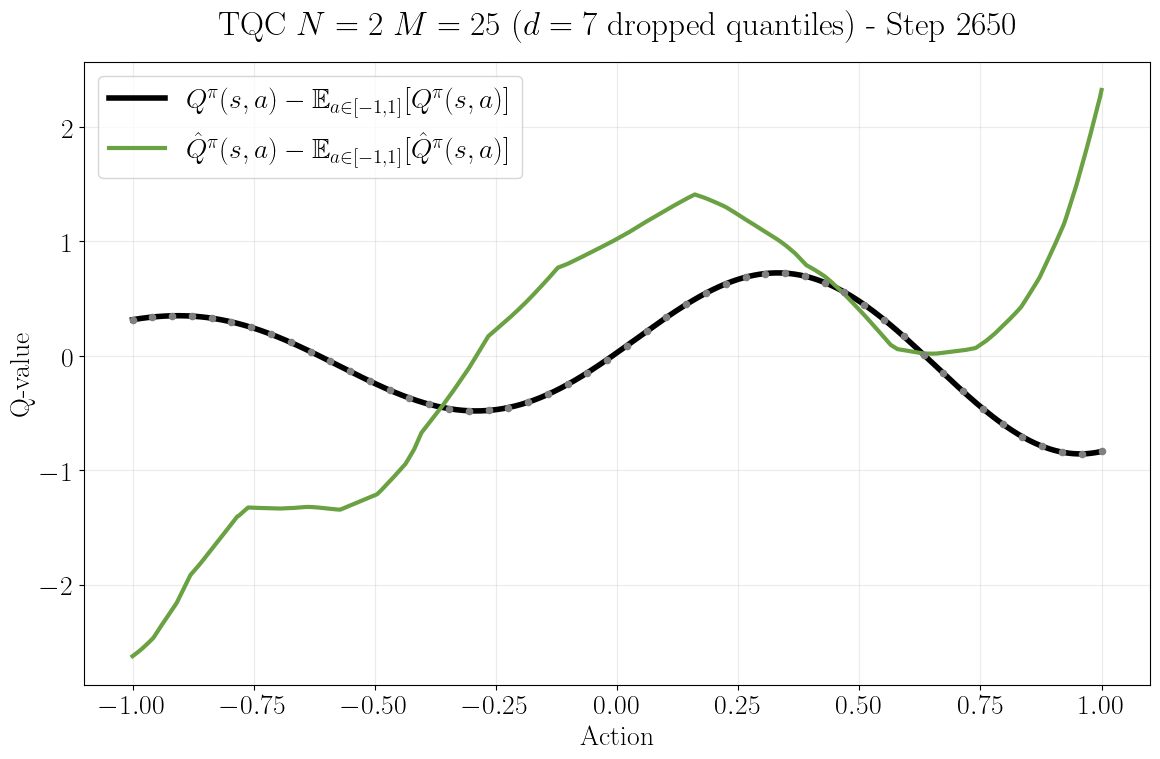 TQC N = 2 M = 25 (d = 7 dropped quantiles) - Step 2650
Q^π(s, a) − 𝔼_{a∈[−1,1]}[Q^π(s, a)]
Q̂^π(s, a) − 𝔼_{a∈[−1,1]}[Q̂^π(s, a)]
Q-value
2
1
0
−1
−2
−1.00 −0.75 −0.50 −0.25 0.00 0.25 0.50 0.75 1.00
Action